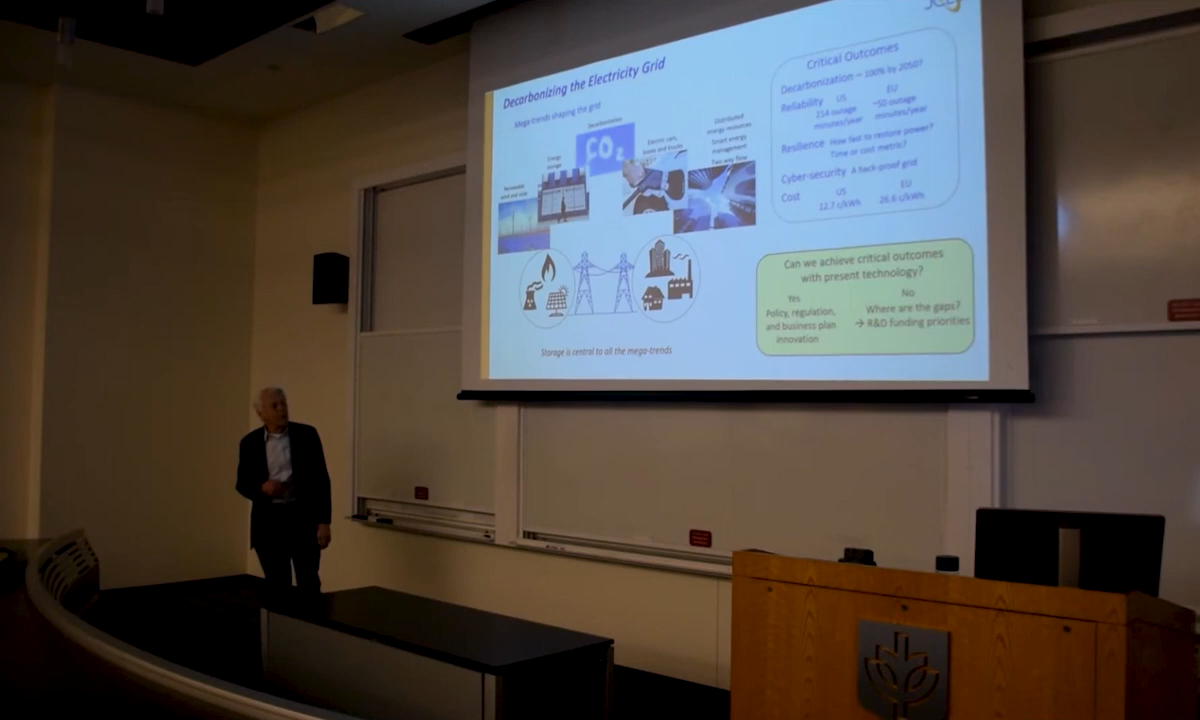 Decarbonizing the Electricity Grid
Mega-trends shaping the grid
Decarbonization
CO2
Energy
storage
Renewable
wind and solar
Electric cars,
buses and trucks
Distributed
energy resources
Smart energy
management
Two way flow
Storage is central to all the mega-trends
Critical Outcomes
Decarbonization – 100% by 2050?
Reliability US EU
154 outage ~50 outage
minutes/year minutes/year
Resilience How fast to restore power?
Time or cost metric?
Cyber-security A hack-proof grid
Cost US EU
12.7 c/kWh 26.6 c/kWh
Can we achieve critical outcomes
with present technology?
Yes No
Policy, regulation, Where are the gaps?
and business plan → R&D funding priorities
innovation